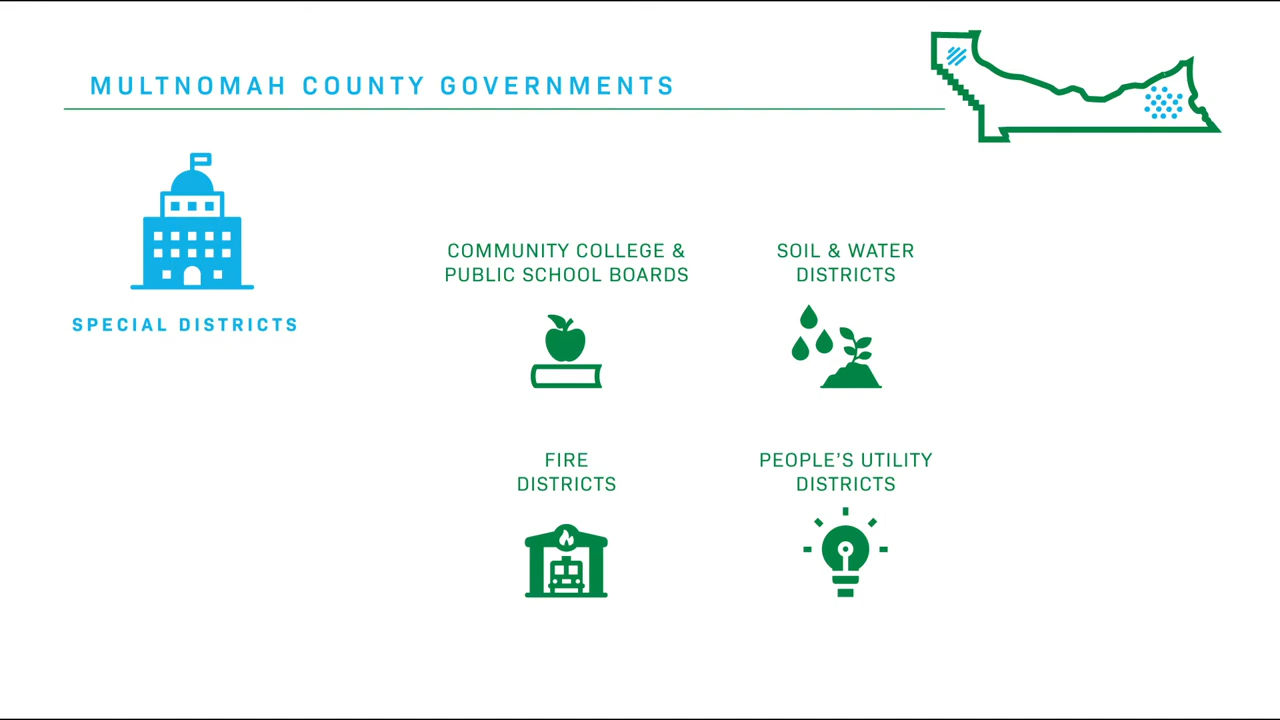 MULTNOMAH COUNTY GOVERNMENTS
SPECIAL DISTRICTS
COMMUNITY COLLEGE &
PUBLIC SCHOOL BOARDS
SOIL & WATER
DISTRICTS
FIRE
DISTRICTS
PEOPLE’S UTILITY
DISTRICTS